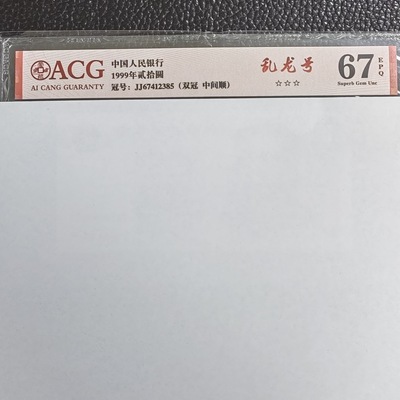 ACG
AI CANG GUARANTY
中国人民银行
1999年贰拾圆
冠号：JJ67412385（双冠 中间顺）
乱龙号
☆☆☆
67 EPQ
Superb Gem Unc